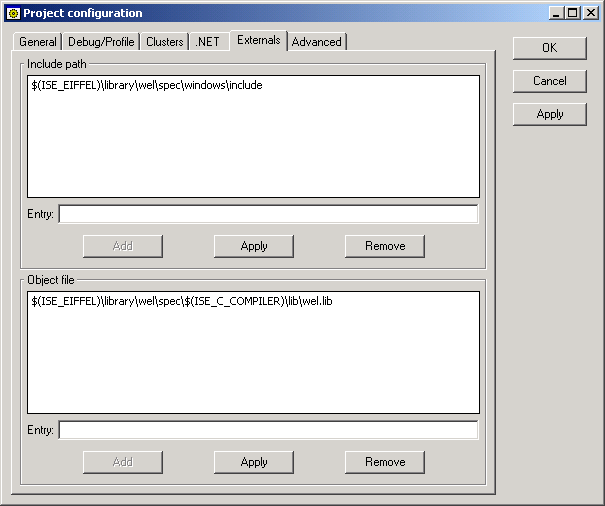 Project configuration
General
Debug/Profile
Clusters
.NET
Externals
Advanced
OK
Cancel
Apply
Include path
$(ISE_EIFFEL)\library\wel\spec\windows\include
Entry:
Add
Apply
Remove
Object file
$(ISE_EIFFEL)\library\wel\spec\$(ISE_C_COMPILER)\lib\wel.lib
Entry:
Add
Apply
Remove